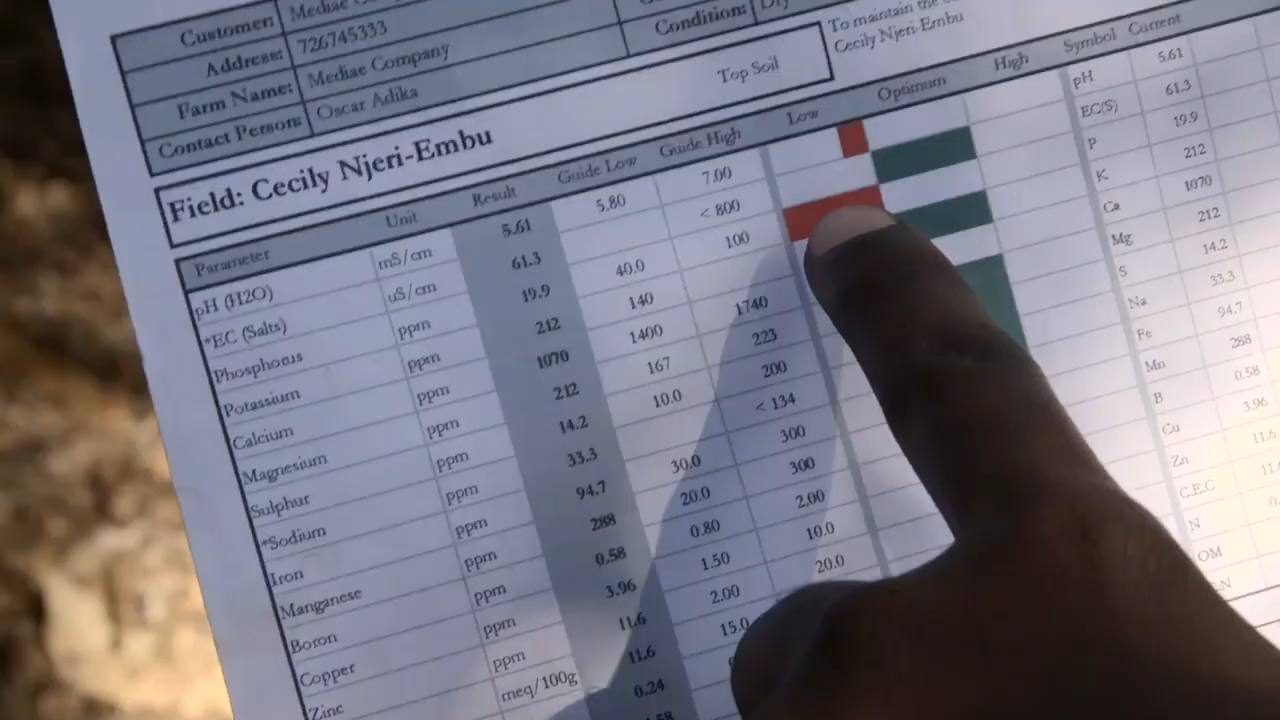 Customer: Mediae
Address: 726745333
Farm Name: Mediae Company
Contact Person: Oscar Adika
Condition:
To maintain the
Cecily Njeri-Embu
Field: Cecily Njeri-Embu Top Soil
Parameter Unit Result Guide Low Guide High Low Optimum High Symbol Current
pH (H2O) mS/cm 5.61 5.80 7.00 pH 5.61
*EC (Salts) uS/cm 61.3 < 800 EC(S) 61.3
Phosphorus ppm 19.9 40.0 100 P 19.9
Potassium ppm 212 140 K 212
Calcium ppm 1070 1400 1740 Ca 1070
Magnesium ppm 212 167 223 Mg 212
Sulphur ppm 14.2 10.0 200 S 14.2
*Sodium ppm 33.3 < 134 Na 33.3
Iron ppm 94.7 30.0 300 Fe 94.7
Manganese ppm 288 20.0 300 Mn 288
Boron ppm 0.58 0.80 2.00 B 0.58
Copper ppm 3.96 1.50 10.0 Cu 3.96
Zinc ppm 11.6 2.00 20.0 Zn 11.6
meq/100g 11.6 15.0 C.E.C
0.24 N
OM